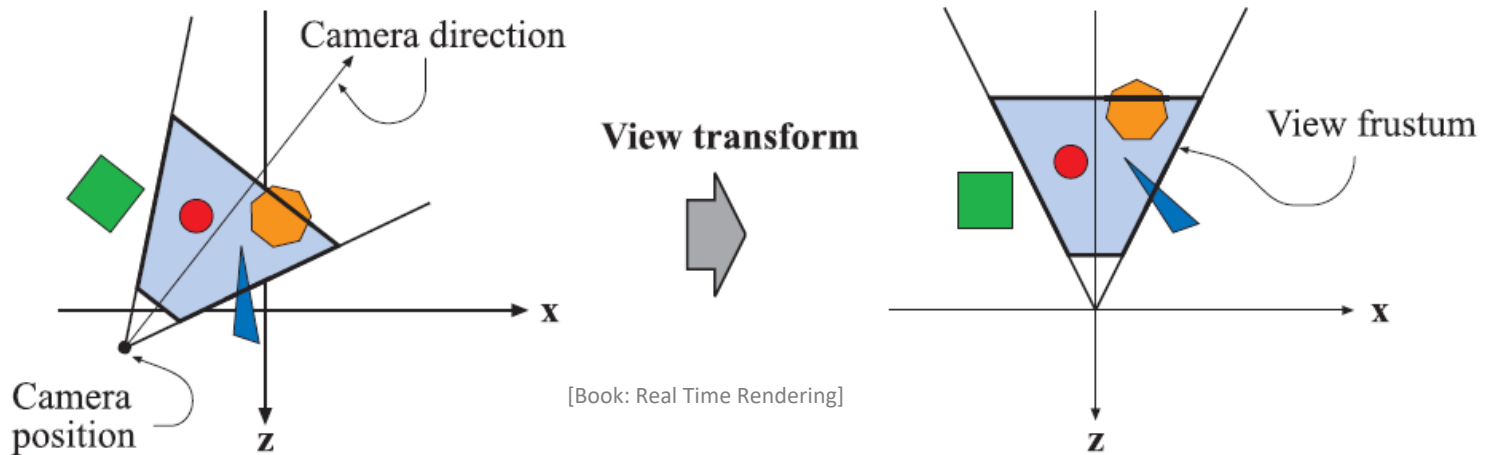 Camera direction
View transform
View frustum
x
x
[Book: Real Time Rendering]
Camera
position
z
z